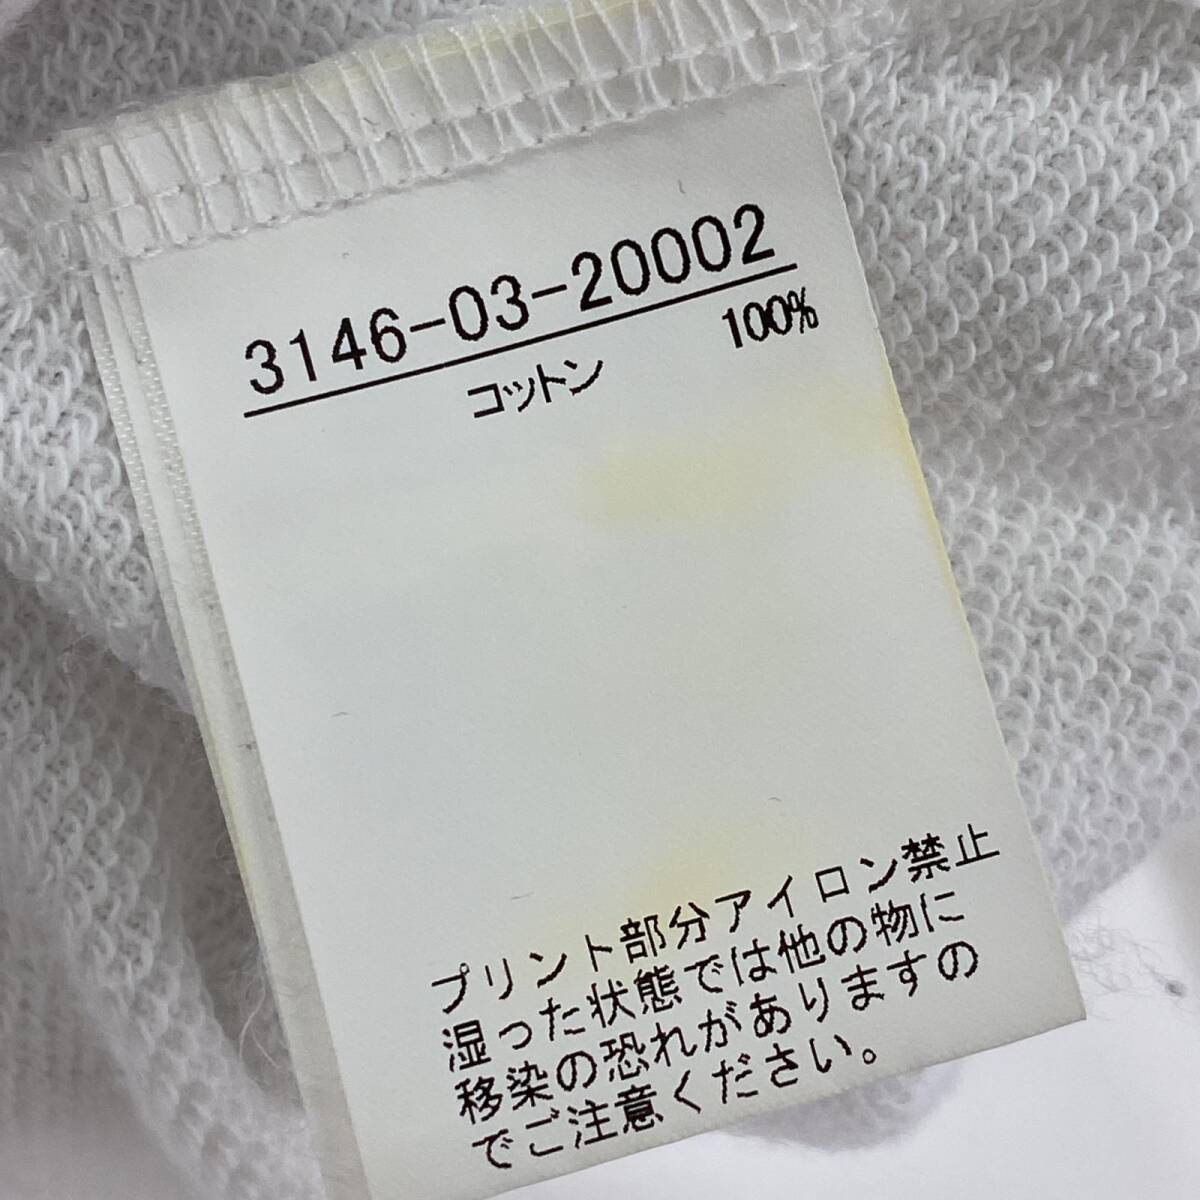 3146-03-20002
コットン 100%
プリント部分アイロン禁止
湿った状態では他の物に
移染の恐れがありますの
でご注意ください。